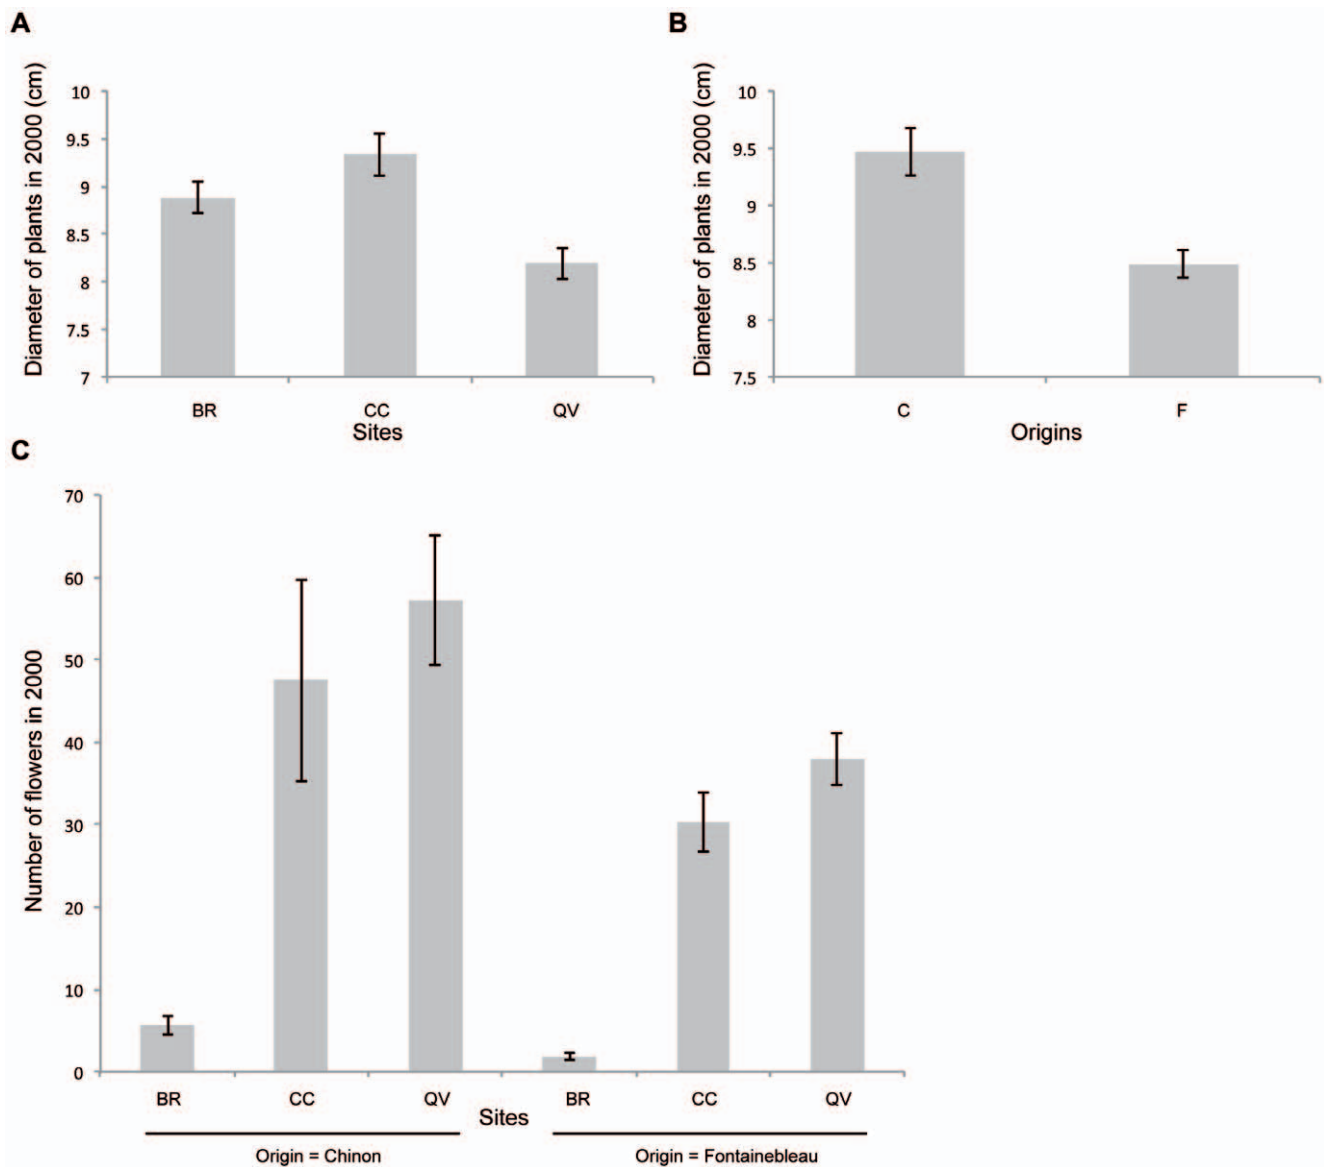 A
Diameter of plants in 2000 (cm)
10
9.5
9
8.5
8
7.5
7
BR CC QV
Sites
B
Diameter of plants in 2000 (cm)
10
9.5
9
8.5
8
7.5
C F
Origins
C
Number of flowers in 2000
70
60
50
40
30
20
10
0
BR CC QV BR CC QV
Sites
Origin = Chinon Origin = Fontainebleau